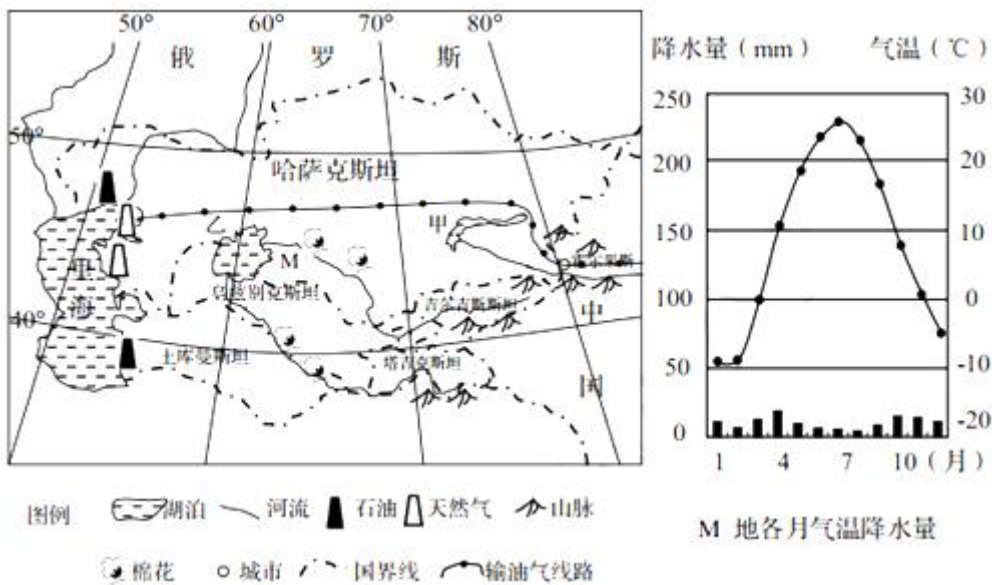 50° 60° 70° 80°
俄 罗 斯
50°
哈萨克斯坦
甲
乙
M
里
海
乌兹别克斯坦
吉尔吉斯斯坦
霍尔果斯
中
国
40°
土库曼斯坦
塔吉克斯坦
降水量（mm） 气温（℃）
250 30
200 20
150 10
100 0
50 -10
0 -20
1 4 7 10（月）
M 地各月气温降水量
图例 湖泊 河流 石油 天然气 山脉
棉花 城市 国界线 输油气线路